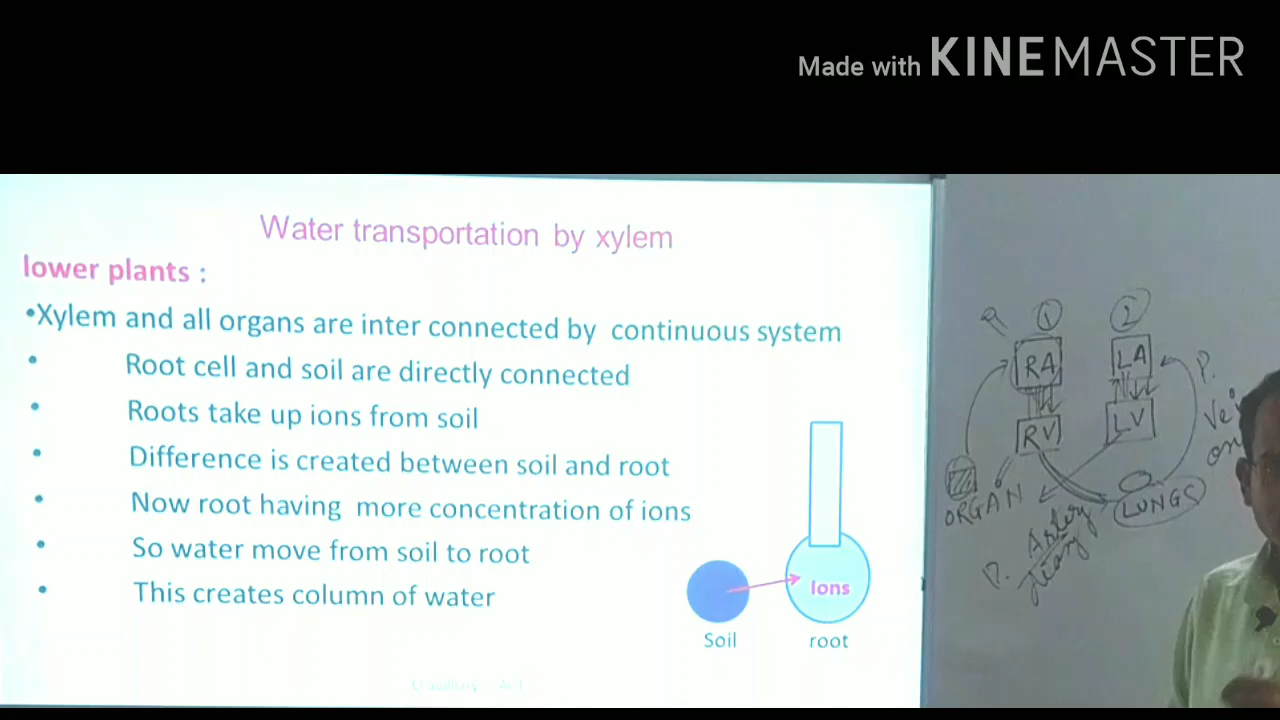 Made with KINEMASTER
Water transportation by xylem
lower plants :
•Xylem and all organs are inter connected by continuous system
• Root cell and soil are directly connected
• Roots take up ions from soil
• Difference is created between soil and root
• Now root having more concentration of ions
• So water move from soil to root
• This creates column of water
Ions
Soil
root
1 2
RA LA
RV LV
P.
ORGAN
LUNGS
P. Artery